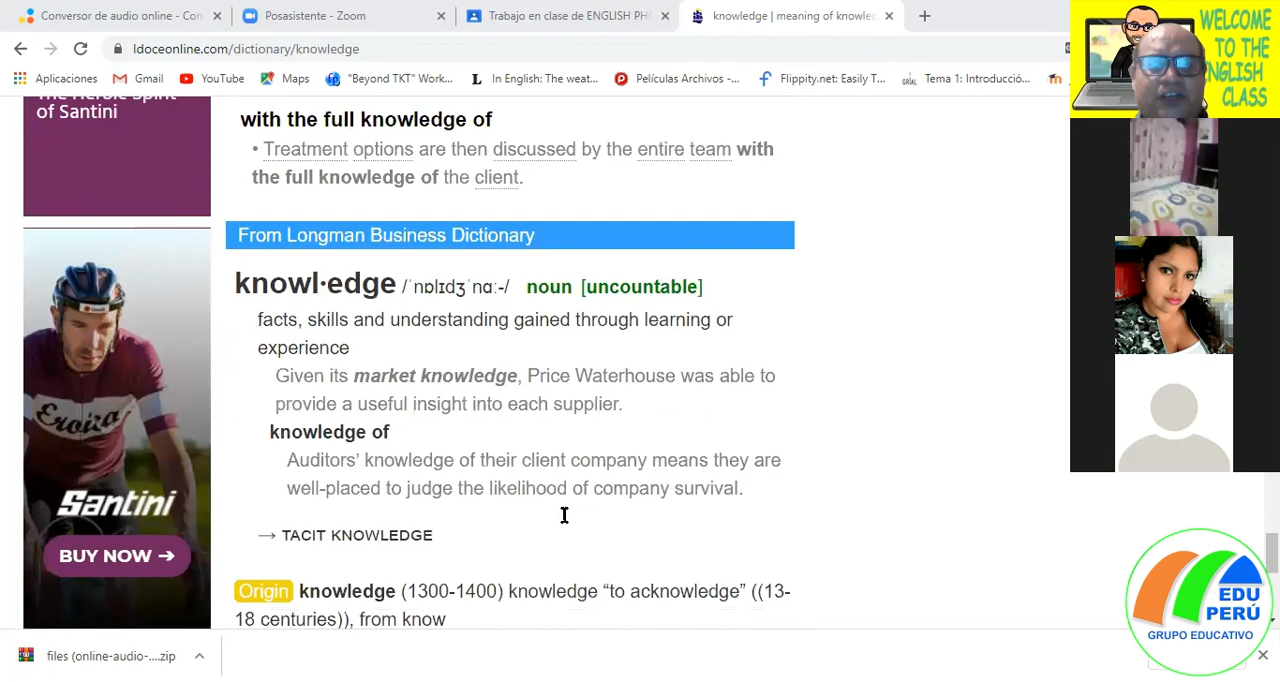 Conversor de audio online - Con
Posasistente - Zoom
Trabajo en clase de ENGLISH PHO
knowledge | meaning of knowled
ldoceonline.com/dictionary/knowledge
Aplicaciones
Gmail
YouTube
Maps
"Beyond TKT" Work...
In English: The weat...
Películas Archivos -...
Flippity.net: Easily T...
Tema 1: Introducció...
WELCOME
TO THE
ENGLISH
CLASS
The Heroic Spirit
of Santini
with the full knowledge of
• Treatment options are then discussed by the entire team with
the full knowledge of the client.
From Longman Business Dictionary
knowl·edge /ˈnɒlɪdʒˈnɑː-/ noun [uncountable]
facts, skills and understanding gained through learning or
experience
Given its market knowledge, Price Waterhouse was able to
provide a useful insight into each supplier.
knowledge of
Auditors’ knowledge of their client company means they are
well-placed to judge the likelihood of company survival.
→ TACIT KNOWLEDGE
Origin knowledge (1300-1400) knowledge “to acknowledge” ((13-
18 centuries)), from know
Eroica
Santini
BUY NOW →
files (online-audio-....zip
EDU
PERÚ
GRUPO EDUCATIVO